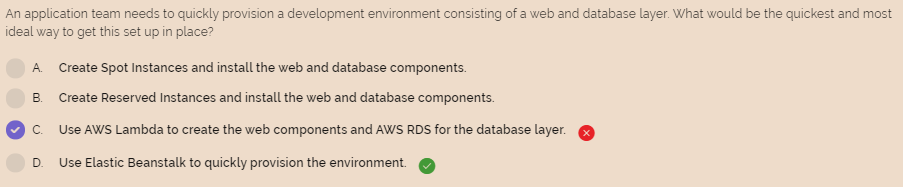 An application team needs to quickly provision a development environment consisting of a web and database layer. What would be the quickest and most
ideal way to get this set up in place?
A. Create Spot Instances and install the web and database components.
B. Create Reserved Instances and install the web and database components.
C. Use AWS Lambda to create the web components and AWS RDS for the database layer.
D. Use Elastic Beanstalk to quickly provision the environment.